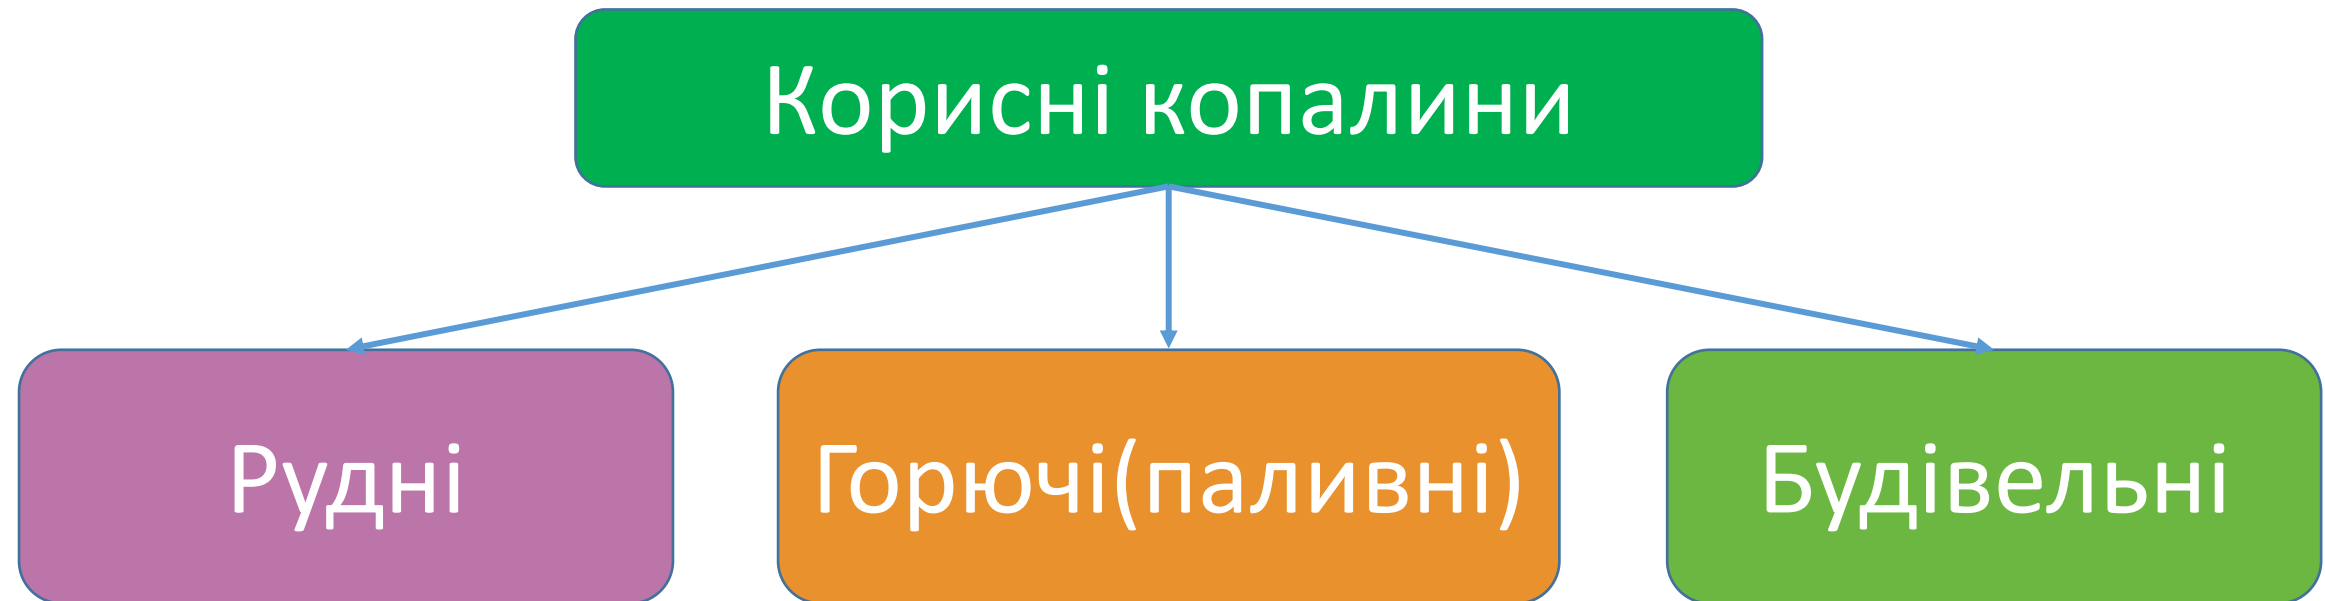 Корисні копалини
Рудні
Горючі(паливні)
Будівельні